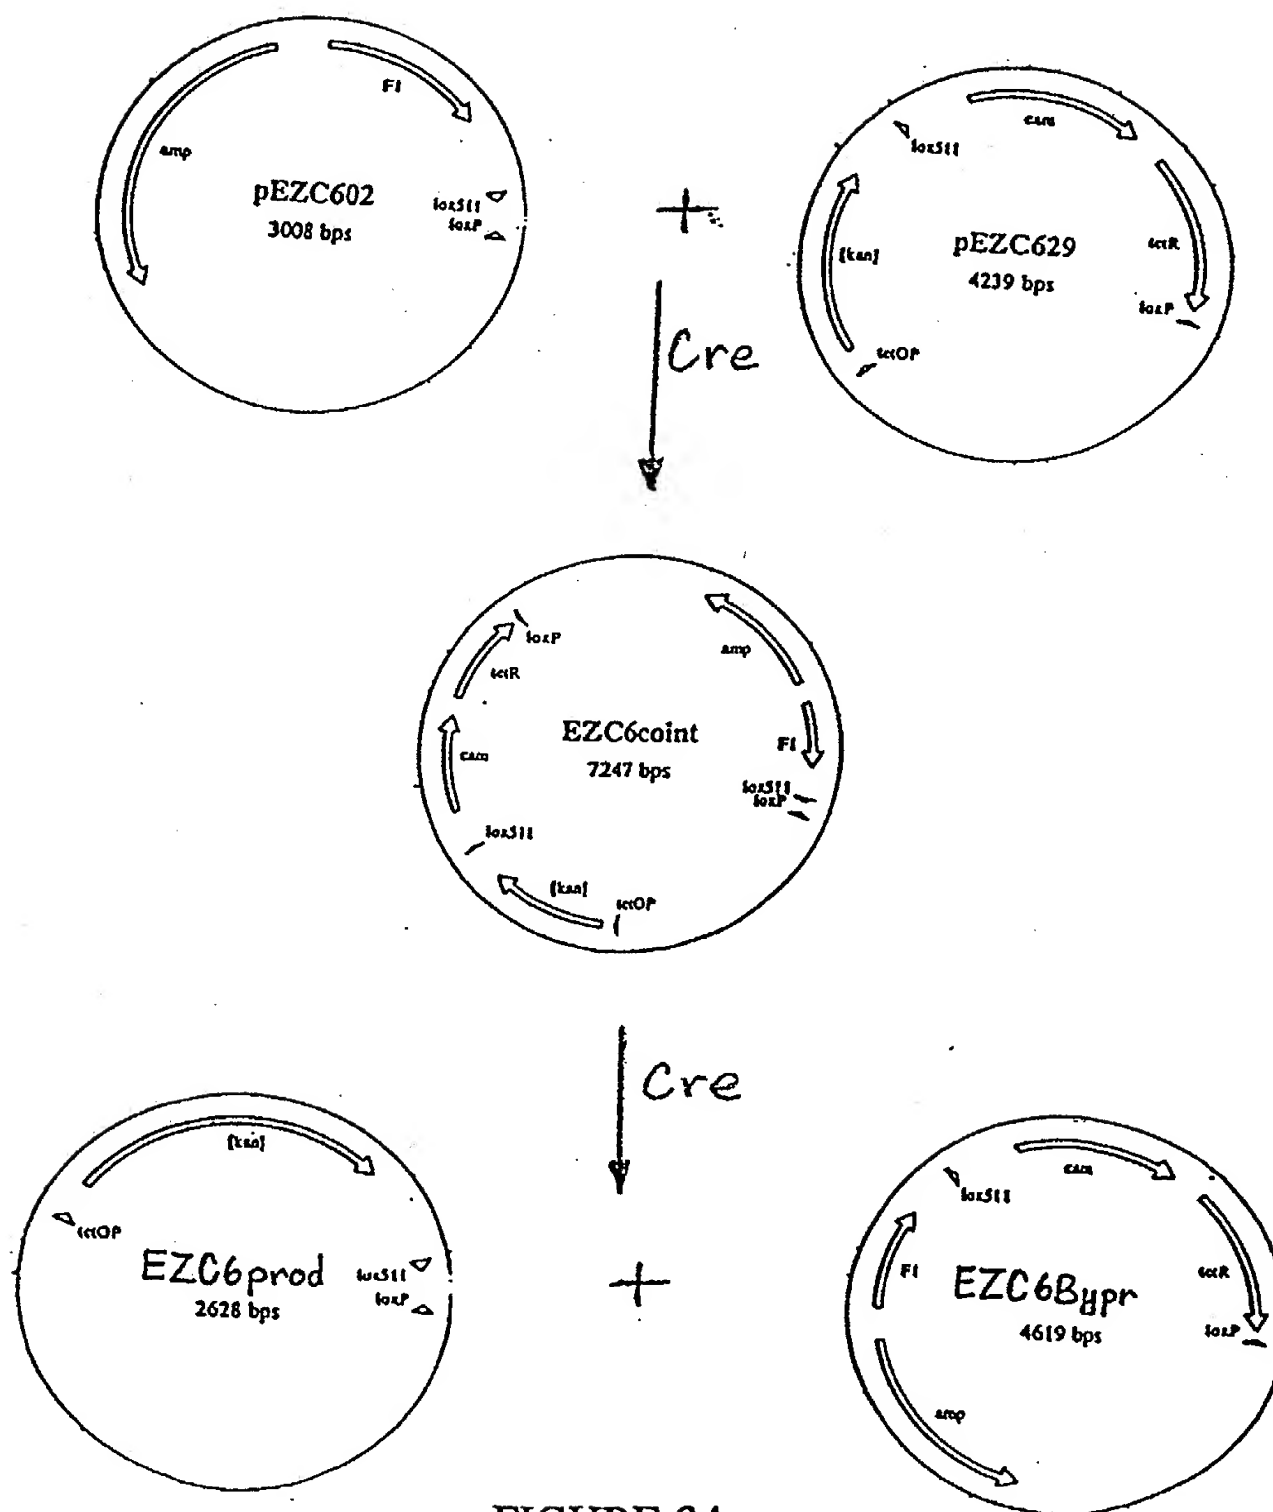 F1
amp
pEZC602
3008 bps
lox511
loxP
+
cam
lox511
[kan]
pEZC629
4239 bps
tetR
loxP
tetOP
Cre
loxP
tetR
amp
EZC6coint
7247 bps
cam
F1
lox511
loxP
lox511
[kan]
tetOP
Cre
[kan]
tetOP
EZC6prod
2628 bps
lox511
loxP
+
cam
lox511
F1
EZC6Bypr
4619 bps
tetR
loxP
amp